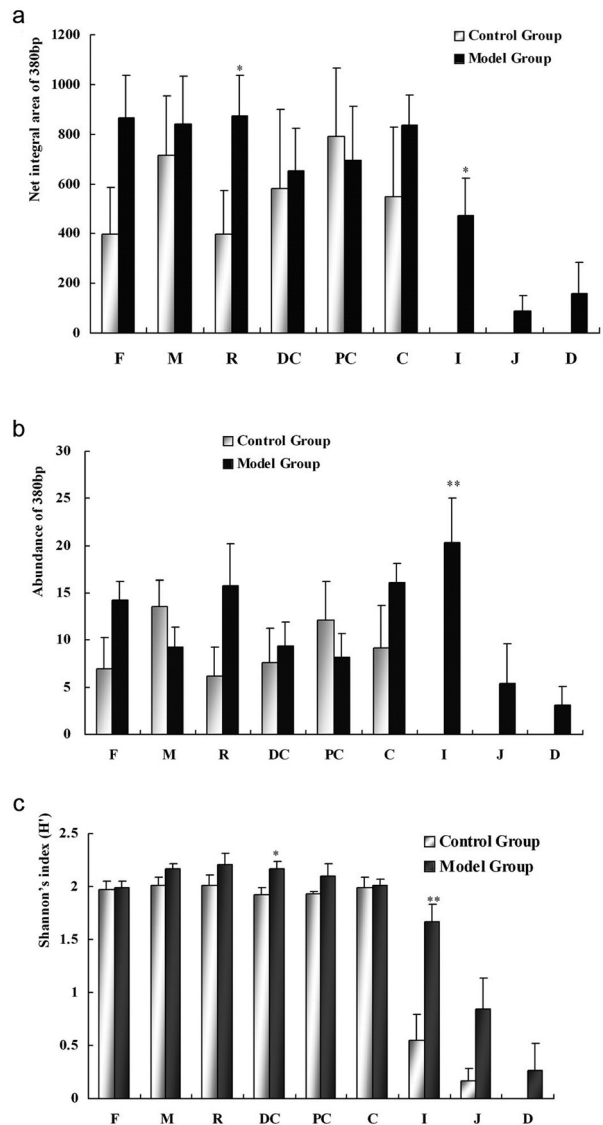 a
Net integral area of 380bp
1200
1000
800
600
400
200
0
Control Group
Model Group
*
*
F M R DC PC C I J D
b
Abundance of 380bp
30
25
20
15
10
5
0
Control Group
Model Group
**
F M R DC PC C I J D
c
Shannon's index (H')
2.5
2
1.5
1
0.5
0
Control Group
Model Group
*
**
F M R DC PC C I J D